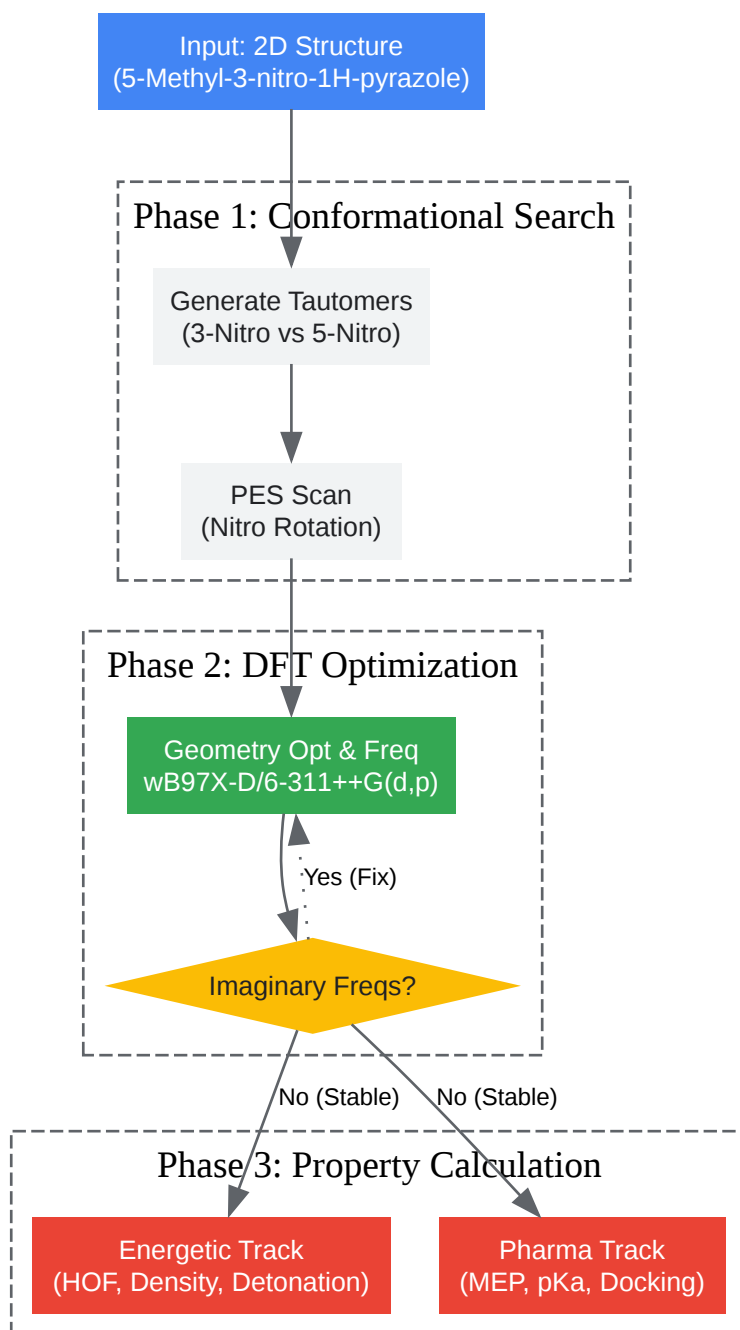 Input: 2D Structure
(5-Methyl-3-nitro-1H-pyrazole)
Phase 1: Conformational Search
Generate Tautomers
(3-Nitro vs 5-Nitro)
PES Scan
(Nitro Rotation)
Phase 2: DFT Optimization
Geometry Opt & Freq
wB97X-D/6-311++G(d,p)
Yes (Fix)
Imaginary Freqs?
No (Stable)
No (Stable)
Phase 3: Property Calculation
Energetic Track
(HOF, Density, Detonation)
Pharma Track
(MEP, pKa, Docking)